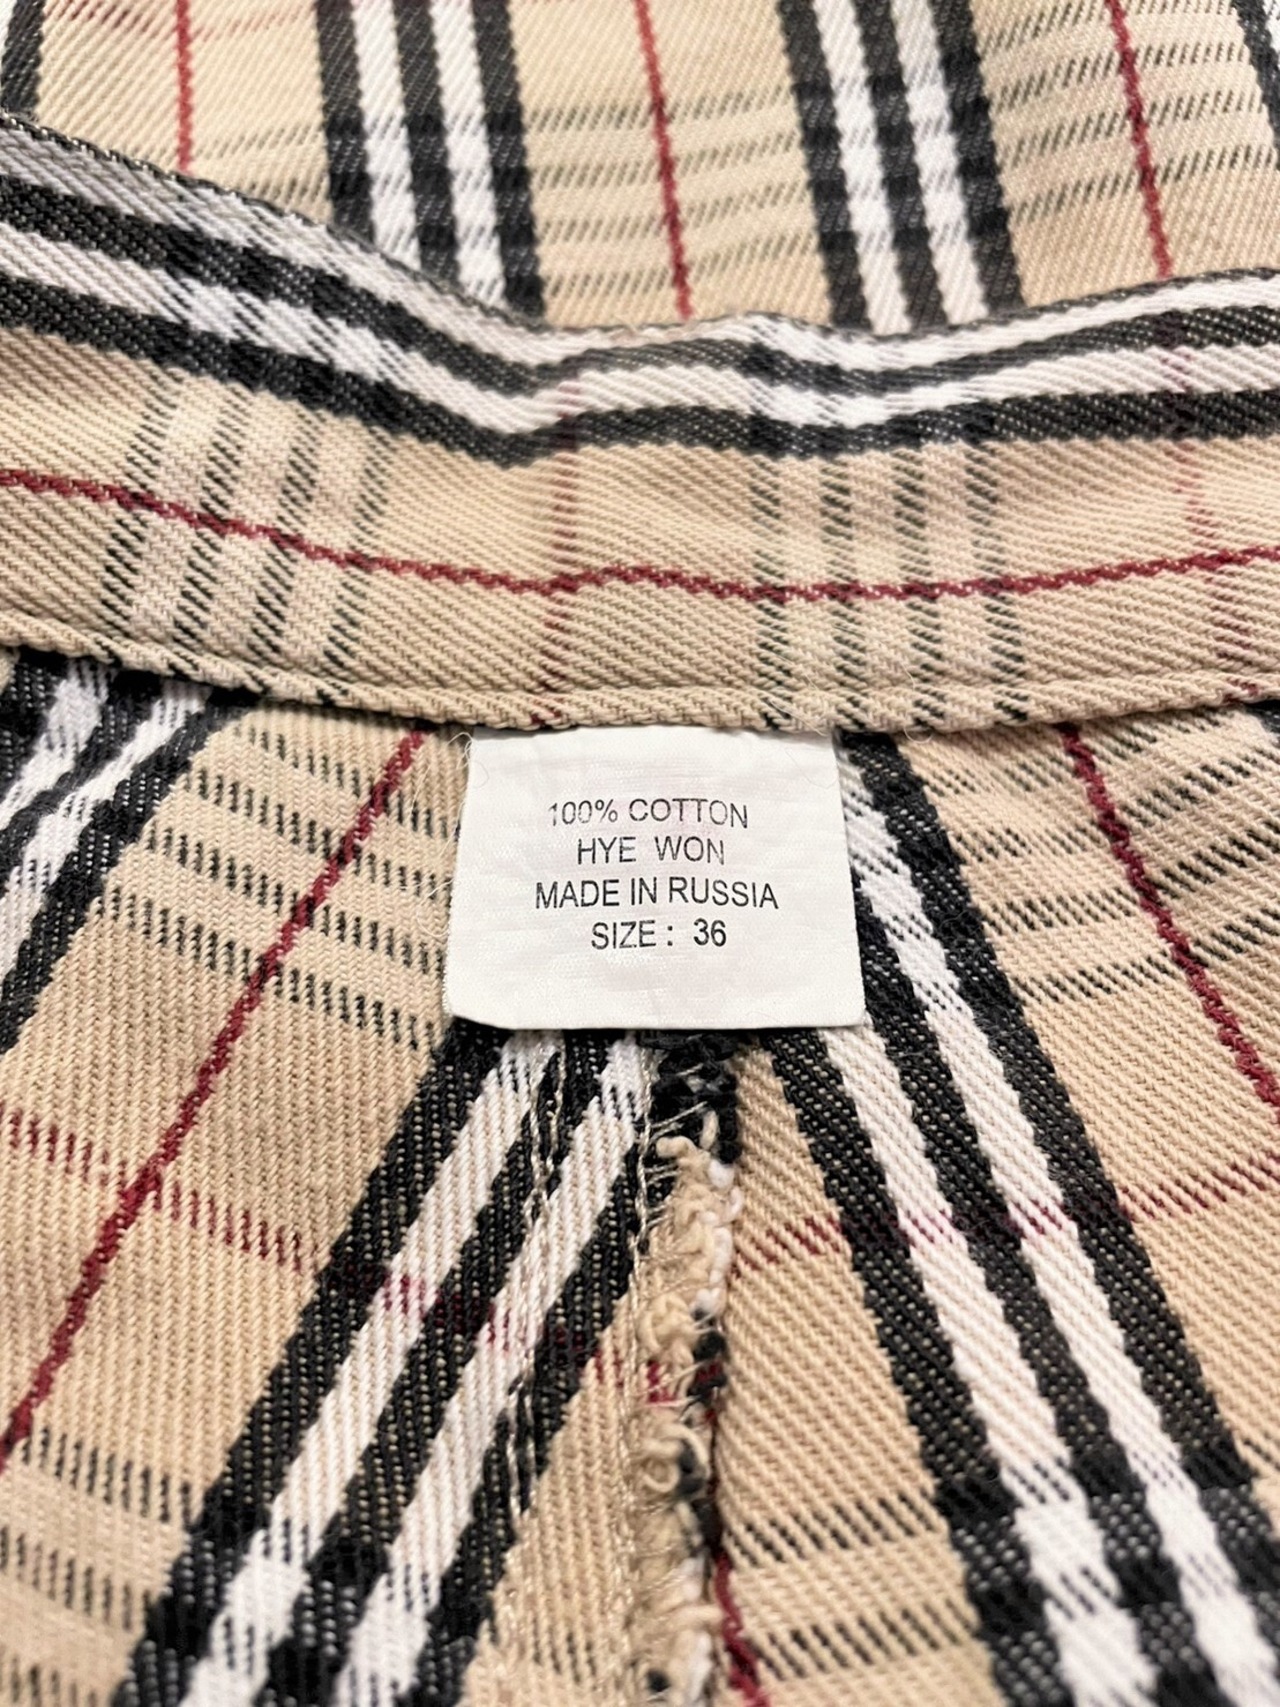 100% COTTON
HYE WON
MADE IN RUSSIA
SIZE : 36